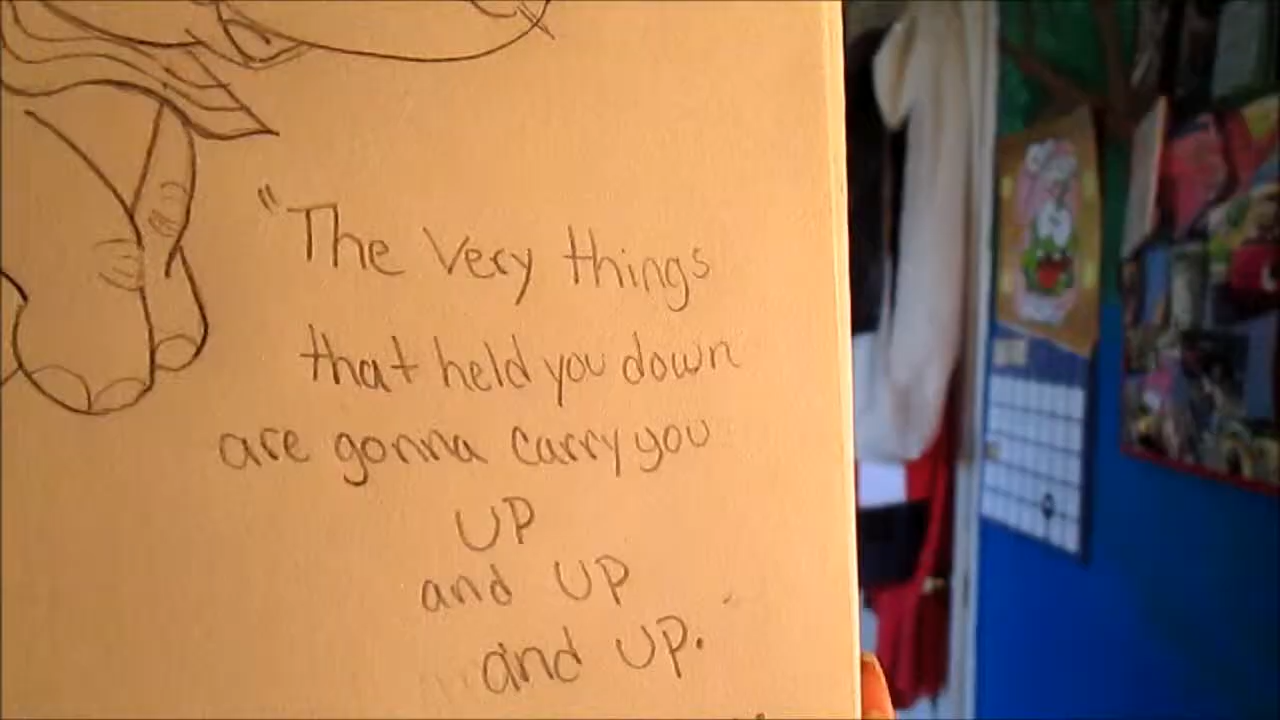 "The very things
that held you down
are gonna carry you
UP
and UP
and UP."